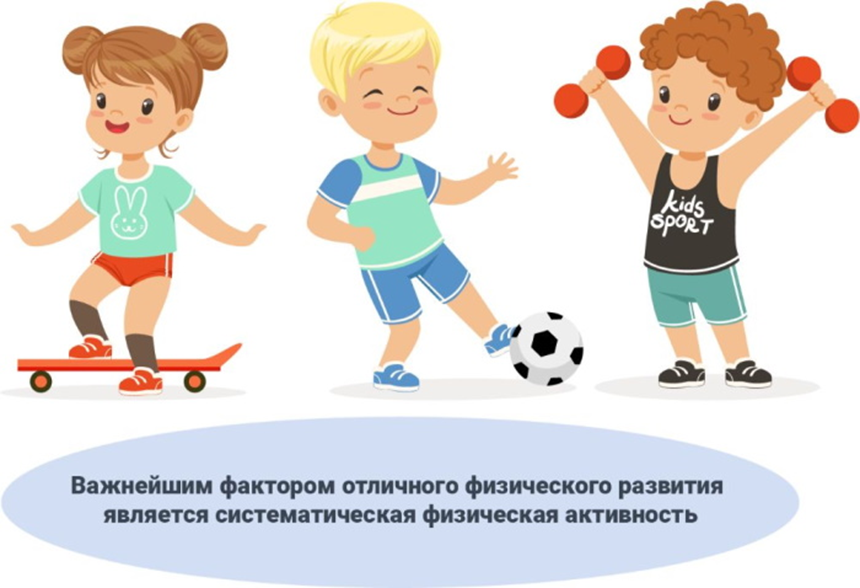 kids
SPORT
Важнейшим фактором отличного физического развития
является систематическая физическая активность